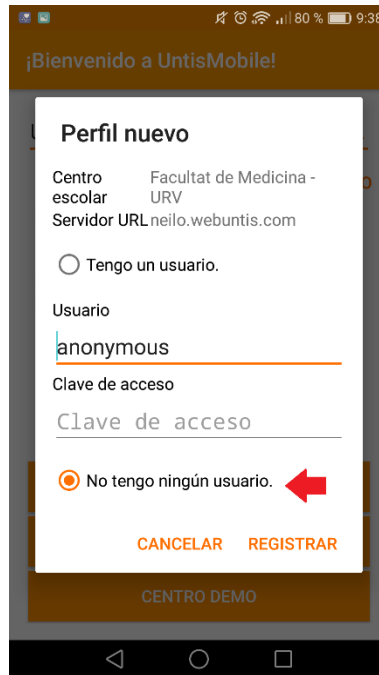 80 % 9:38
¡Bienvenido a UntisMobile!
Perfil nuevo
Centro escolar Facultat de Medicina - URV
Servidor URL neilo.webuntis.com
Tengo un usuario.
Usuario
anonymous
Clave de acceso
Clave de acceso
No tengo ningún usuario.
CANCELAR REGISTRAR
CENTRO DEMO